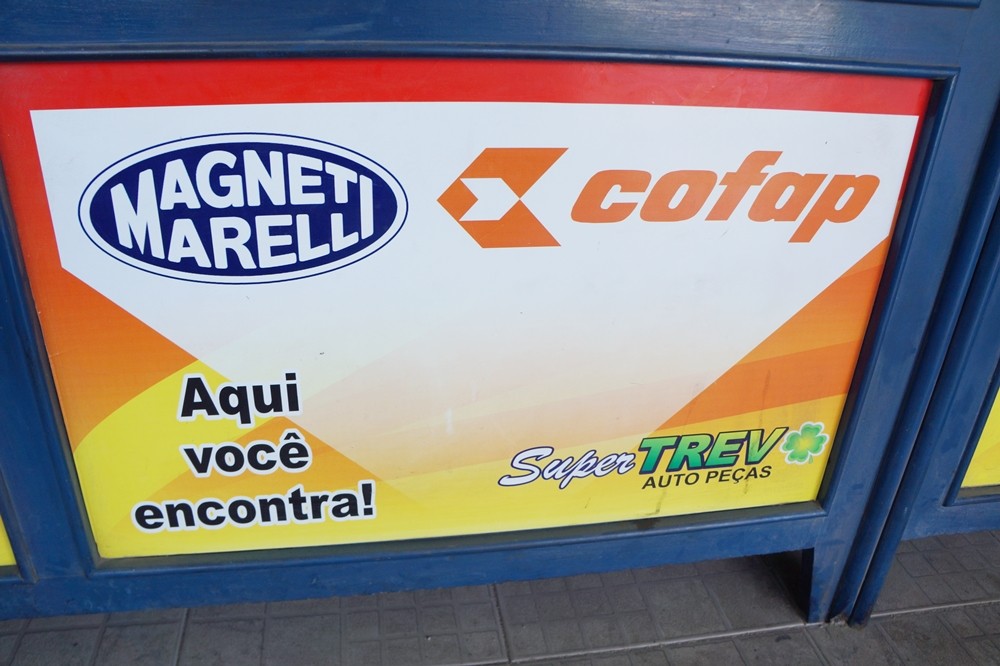 MAGNETI
MARELLI
cofap
Aqui
você
encontra!
Super TREV
AUTO PEÇAS